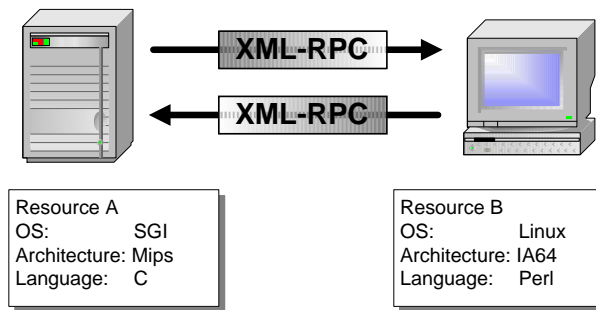 XML-RPC
XML-RPC
Resource A
OS: SGI
Architecture: Mips
Language: C
Resource B
OS: Linux
Architecture: IA64
Language: Perl